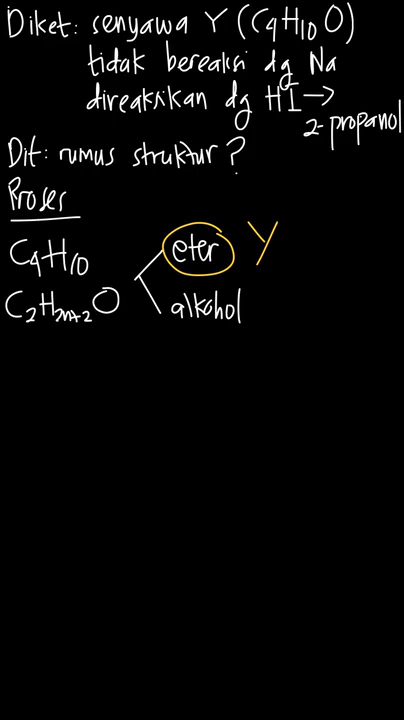 Diket: senyawa Y (C4H10O)
tidak bereaksi dg Na
direaksikan dg HI →
2-propanol
Dit: rumus struktur?
Proses
C4H10
eter Y
C2H2n+2O
alkohol